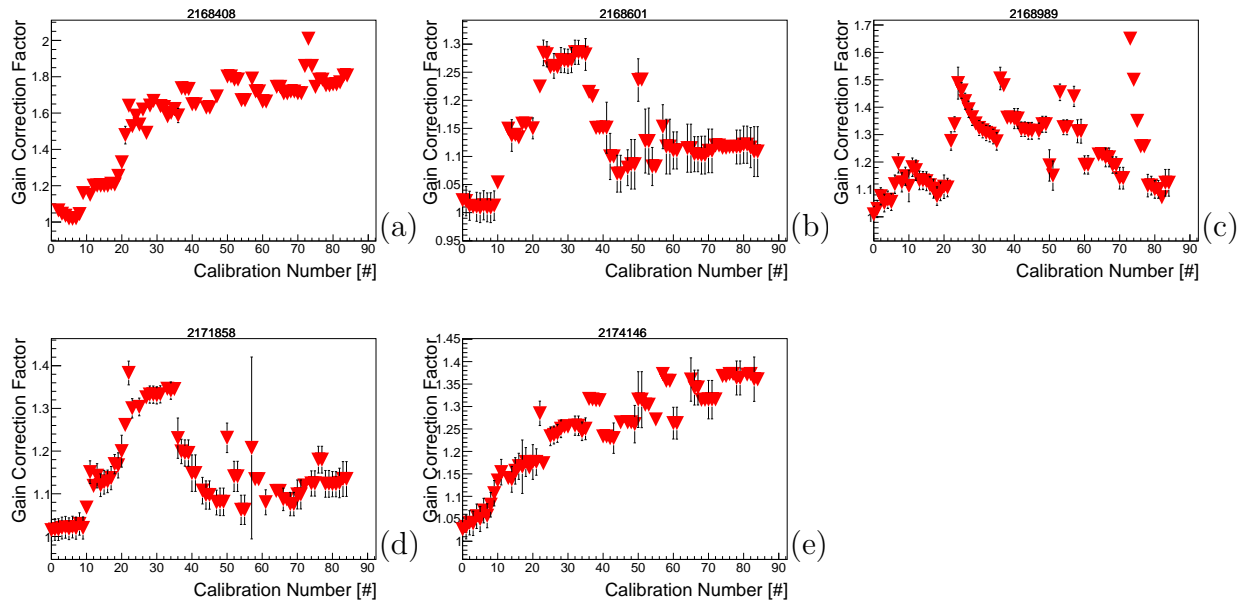 2168408
2168601
2168989
Gain Correction Factor
2
1.8
1.6
1.4
1.2
1
0 10 20 30 40 50 60 70 80 90
Calibration Number [#]
(a)
Gain Correction Factor
1.3
1.25
1.2
1.15
1.1
1.05
1
0.95
0 10 20 30 40 50 60 70 80 90
Calibration Number [#]
(b)
Gain Correction Factor
1.6
1.5
1.4
1.3
1.2
1.1
1
0 10 20 30 40 50 60 70 80 90
Calibration Number [#]
(c)
2171858
2174146
Gain Correction Factor
1.4
1.3
1.2
1.1
1
0 10 20 30 40 50 60 70 80 90
Calibration Number [#]
(d)
Gain Correction Factor
1.45
1.4
1.35
1.3
1.25
1.2
1.15
1.1
1.05
1
0 10 20 30 40 50 60 70 80 90
Calibration Number [#]
(e)